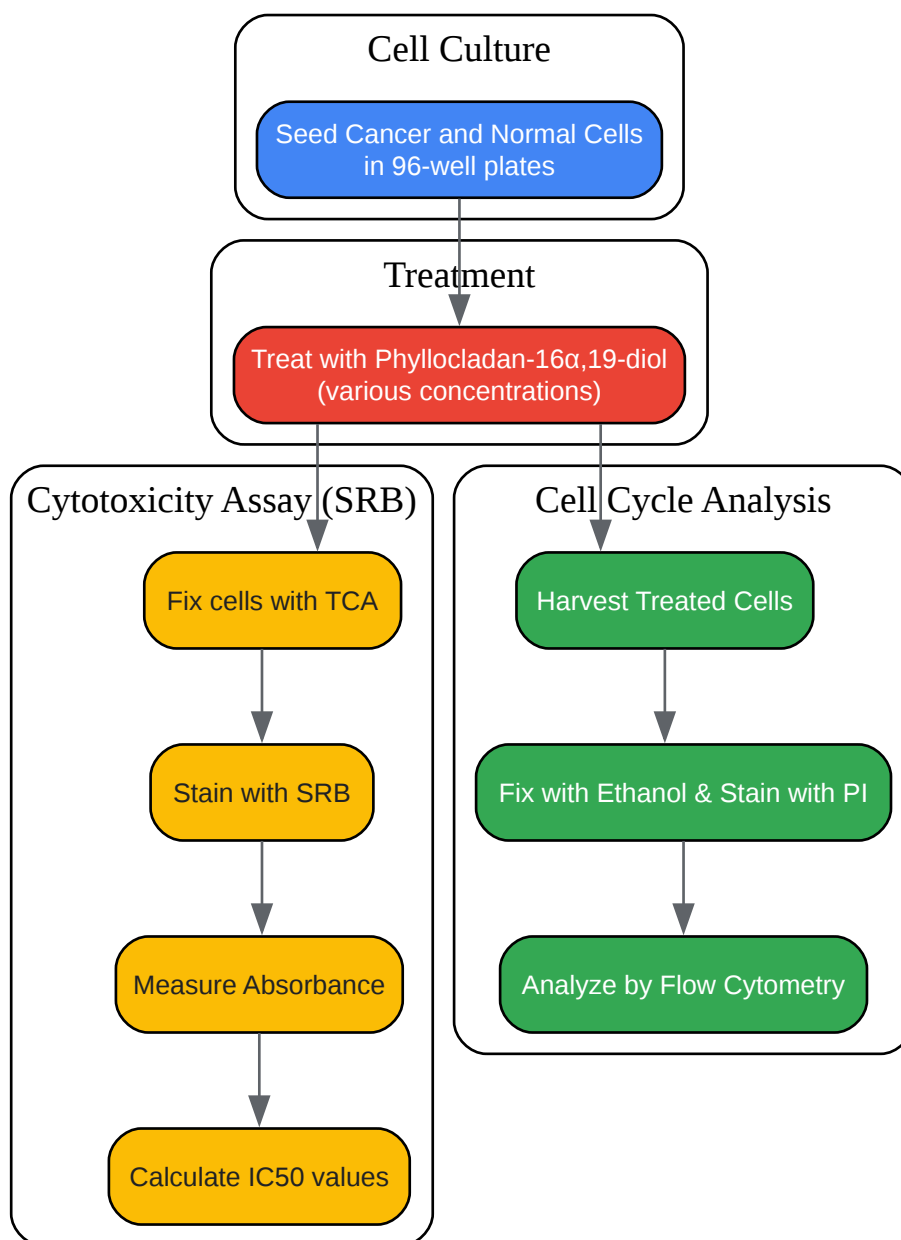 Cell Culture
Seed Cancer and Normal Cells
in 96-well plates
Treatment
Treat with Phyllocladan-16α,19-diol
(various concentrations)
Cytotoxicity Assay (SRB)
Fix cells with TCA
Stain with SRB
Measure Absorbance
Calculate IC50 values
Cell Cycle Analysis
Harvest Treated Cells
Fix with Ethanol & Stain with PI
Analyze by Flow Cytometry